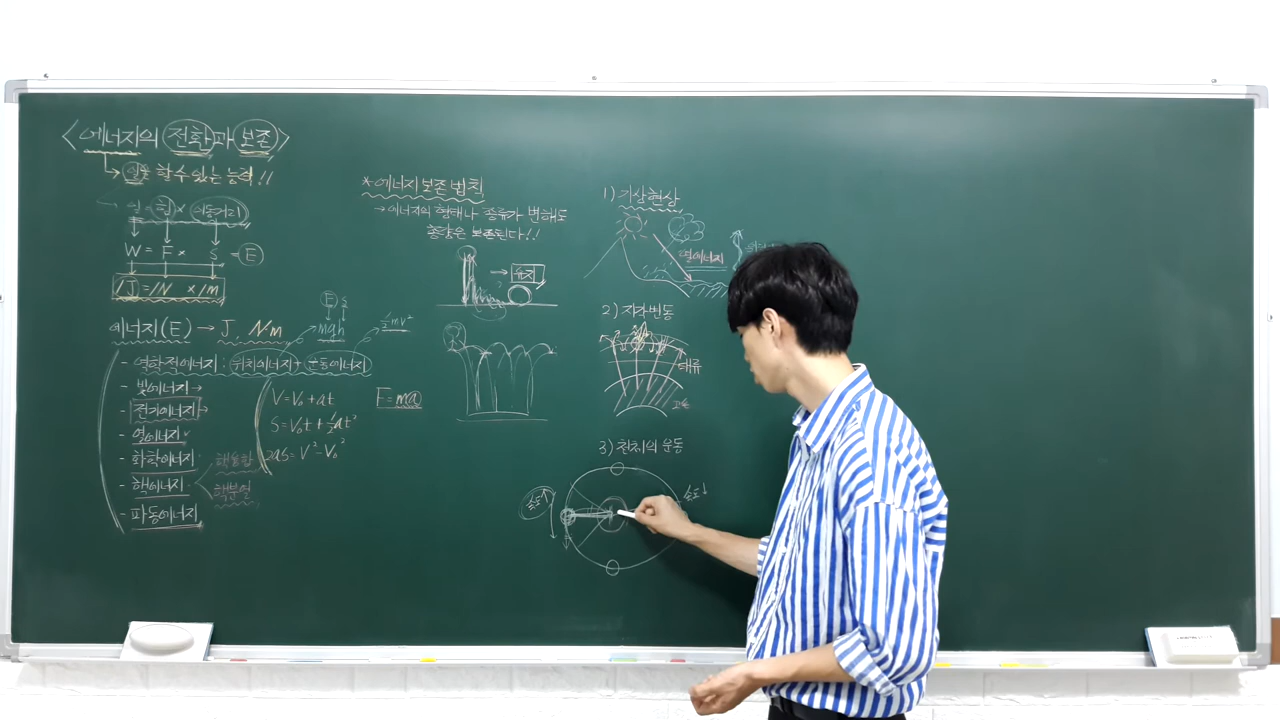 <에너지의 전환과 보존>
일을 할 수 있는 능력!!
일 힘 × 이동거리
W = F × S = E
1J = 1N × 1m
에너지(E) → J N·m
F s
mgh
½mv²
- 역학적에너지 : 위치에너지 + 운동에너지
- 빛에너지 →
- 전기에너지 →
- 열에너지
- 화학에너지
- 핵에너지
핵융합
핵분열
- 파동에너지
V = V₀ + at
S = V₀t + ½at²
2aS = V² - V₀²
F = ma
* 에너지 보존 법칙
→ 에너지의 형태나 종류가 변해도
총량은 보존된다!!
→
1) 기상현상
열에너지
2) 지각변동
대류
3) 천체의 운동
속도↑
속도↓